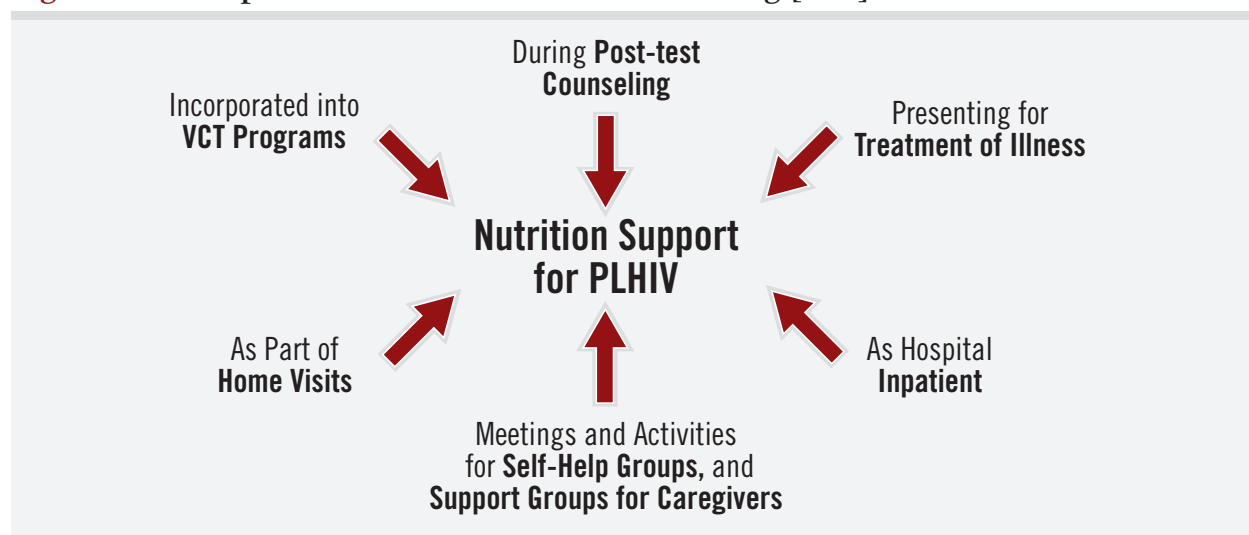 During Post-test
Counseling
Incorporated into
VCT Programs
Presenting for
Treatment of Illness
Nutrition Support
for PLHIV
As Part of
Home Visits
As Hospital
Inpatient
Meetings and Activities
for Self-Help Groups, and
Support Groups for Caregivers